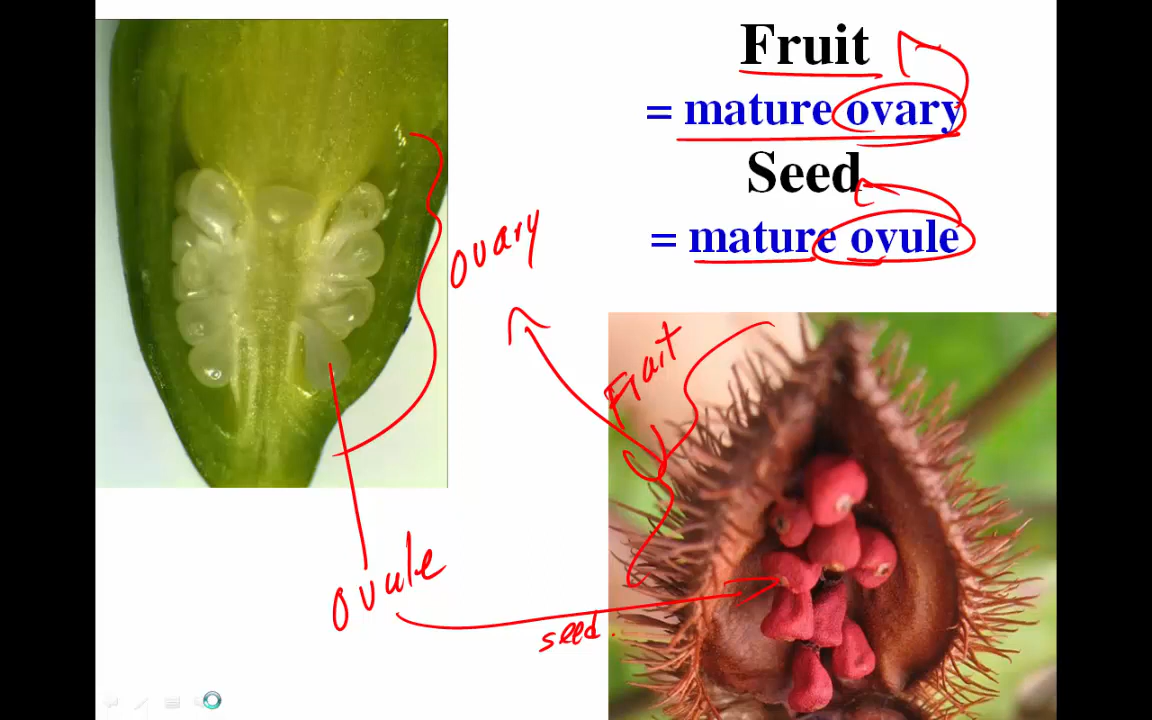 Fruit
= mature ovary
Seed
= mature ovule
ovary
Fruit
ovule
seed